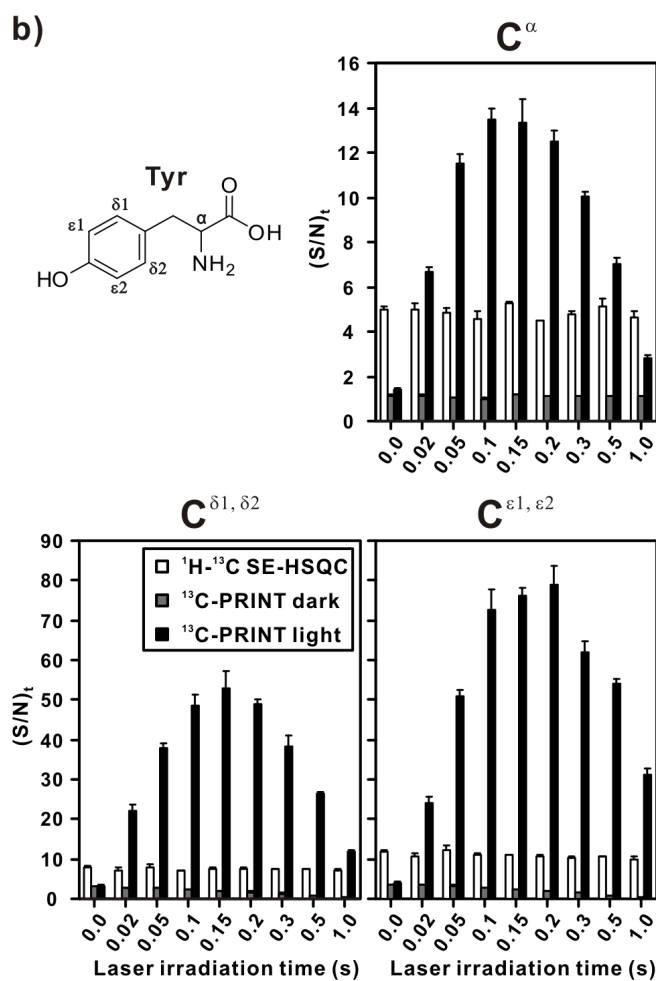 b)
Cα
Tyr
O
OH
NH2
HO
α
δ1
δ2
ε1
ε2
(S/N)t
16
14
12
10
8
6
4
2
0
0.0 0.02 0.05 0.1 0.15 0.2 0.3 0.5 1.0
Cδ1, δ2
Cε1, ε2
(S/N)t
90
80
70
60
50
40
30
20
10
0
1H-13C SE-HSQC
13C-PRINT dark
13C-PRINT light
0.0 0.02 0.05 0.1 0.15 0.2 0.3 0.5 1.0
0.0 0.02 0.05 0.1 0.15 0.2 0.3 0.5 1.0
Laser irradiation time (s)
Laser irradiation time (s)